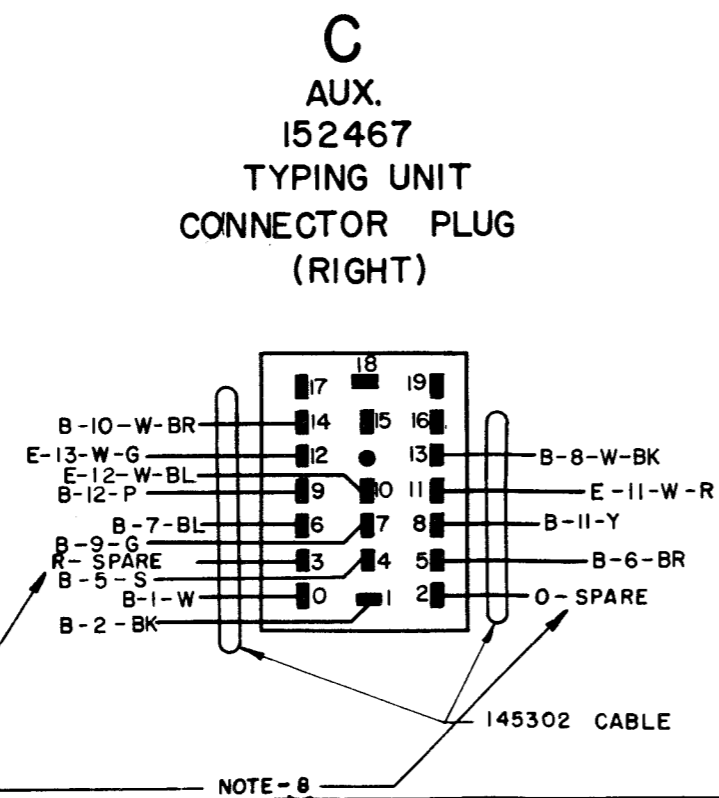 C
AUX.
152467
TYPING UNIT
CONNECTOR PLUG
(RIGHT)
18
17
19
B-10-W-BR
14
15
16
E-13-W-G
12
13
B-8-W-BK
E-12-W-BL
B-12-P
9
10
11
E-11-W-R
B-7-BL
6
7
8
B-11-Y
B-9-G
R- SPARE
3
4
5
B-6-BR
B-5-S
B-1-W
0
1
2
O-SPARE
B-2-BK
145302 CABLE
NOTE-8